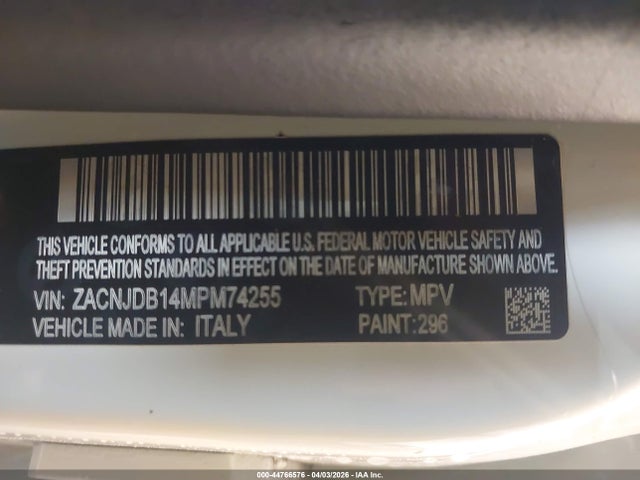 THIS VEHICLE CONFORMS TO ALL APPLICABLE U.S. FEDERAL MOTOR VEHICLE SAFETY AND
THEFT PREVENTION STANDARDS IN EFFECT ON THE DATE OF MANUFACTURE SHOWN ABOVE.
VIN: ZACNJDB14MPM74255 TYPE: MPV
VEHICLE MADE IN: ITALY PAINT: 296
000-44766576 - 04/03/2026 - IAA Inc.